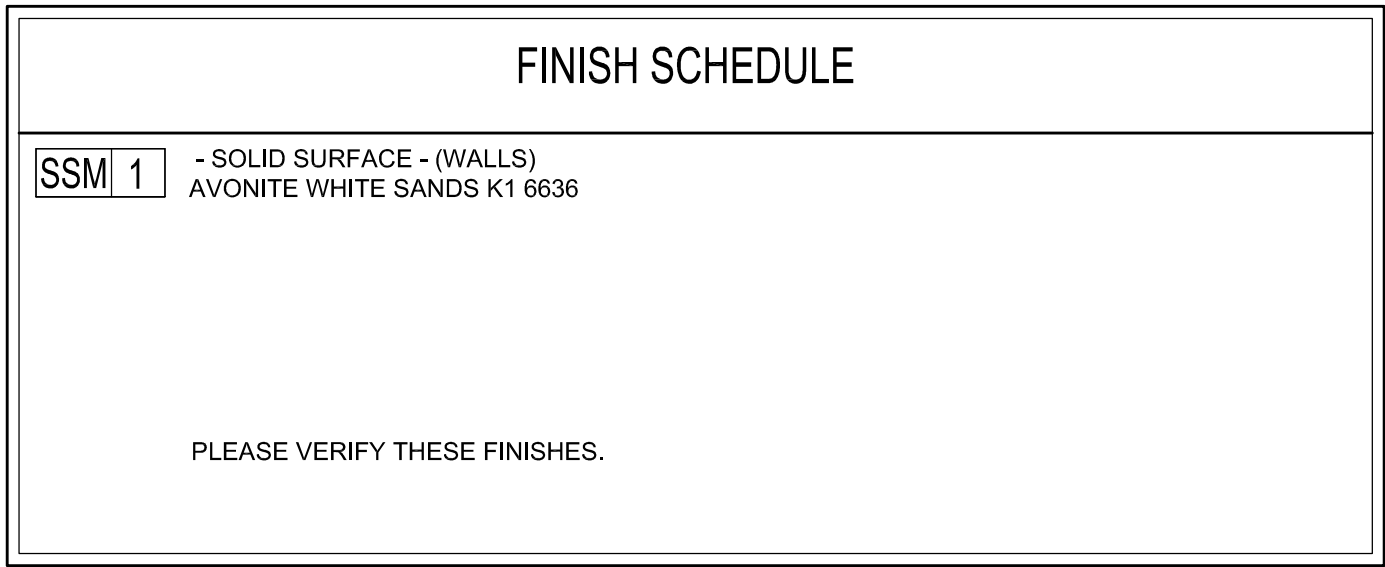 FINISH SCHEDULE
SSM 1 - SOLID SURFACE - (WALLS)
AVONITE WHITE SANDS K1 6636
PLEASE VERIFY THESE FINISHES.